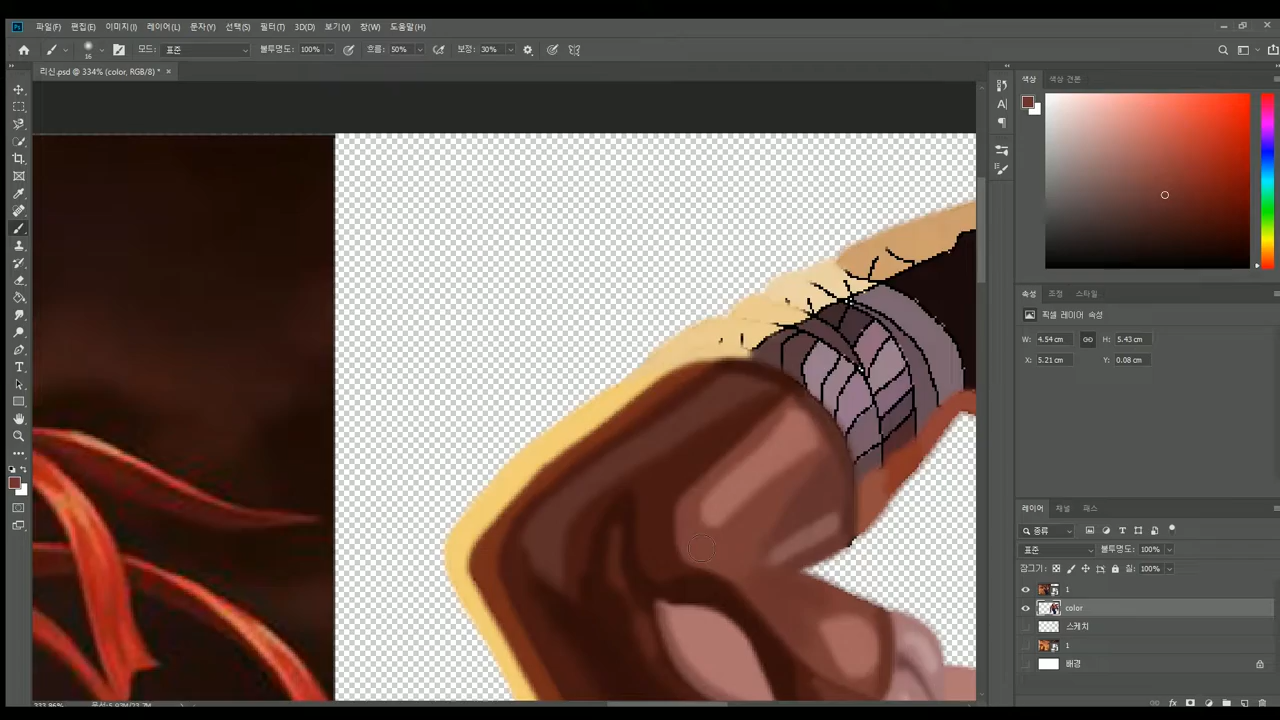 Ps 파일(F) 편집(E) 이미지(I) 레이어(L) 문자(Y) 선택(S) 필터(T) 3D(D) 보기(V) 창(W) 도움말(H)
16 모드: 표준 불투명도: 100% 흐름: 50% 보정: 30%
리신.psd @ 334% (color, RGB/8) *
색상 색상 견본
속성 조정 스타일
픽셀 레이어 속성
W: 4.54 cm H: 5.43 cm
X: 5.21 cm Y: 0.08 cm
레이어 채널 패스
종류
표준 불투명도: 100%
잠그기: 칠: 100%
1
color
스케치
1
배경